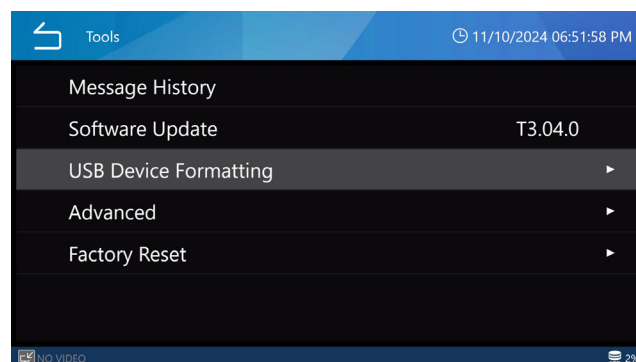 Tools 11/10/2024 06:51:58 PM
Message History
Software Update T3.04.0
USB Device Formatting
Advanced
Factory Reset
NO VIDEO 2%